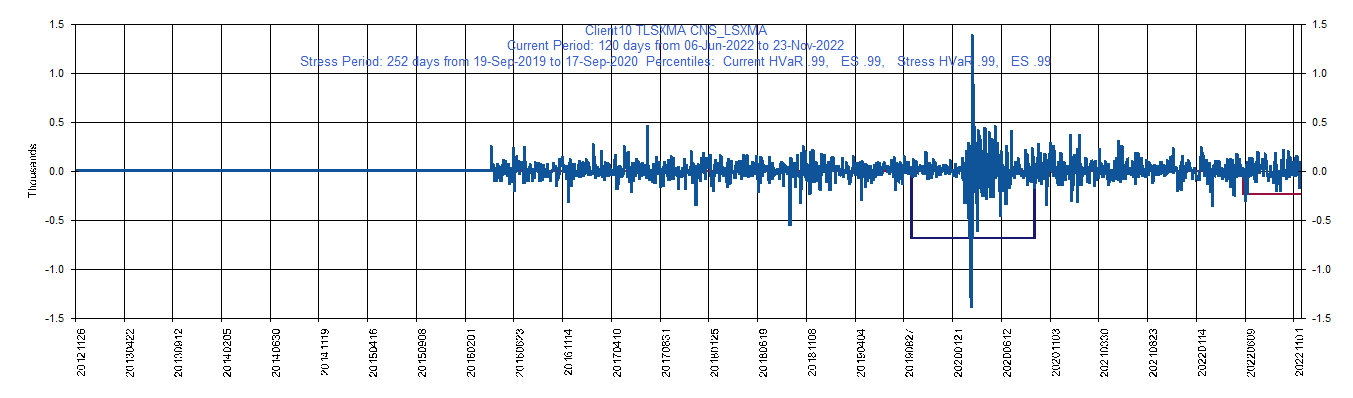 Client10 TLSXMA CNS_LSXMA
Current Period: 120 days from 06-Jun-2022 to 23-Nov-2022
Stress Period: 252 days from 19-Sep-2019 to 17-Sep-2020 Percentiles: Current HVaR .99, ES .99, Stress HVaR .99, ES .99
1.5 1.5
1.0 1.0
0.5 0.5
0.0 0.0
-0.5 -0.5
-1.0 -1.0
-1.5 -1.5
Thousands
20121126 20130422 20130912 20140205 20140630 20141119 20150416 20150908 20160201 20160623 20161114 20170410 20170831 20180125 20180619 20181108 20190404 20190827 20200121 20200612 20201103 20210330 20210823 20220114 20220609 20221101